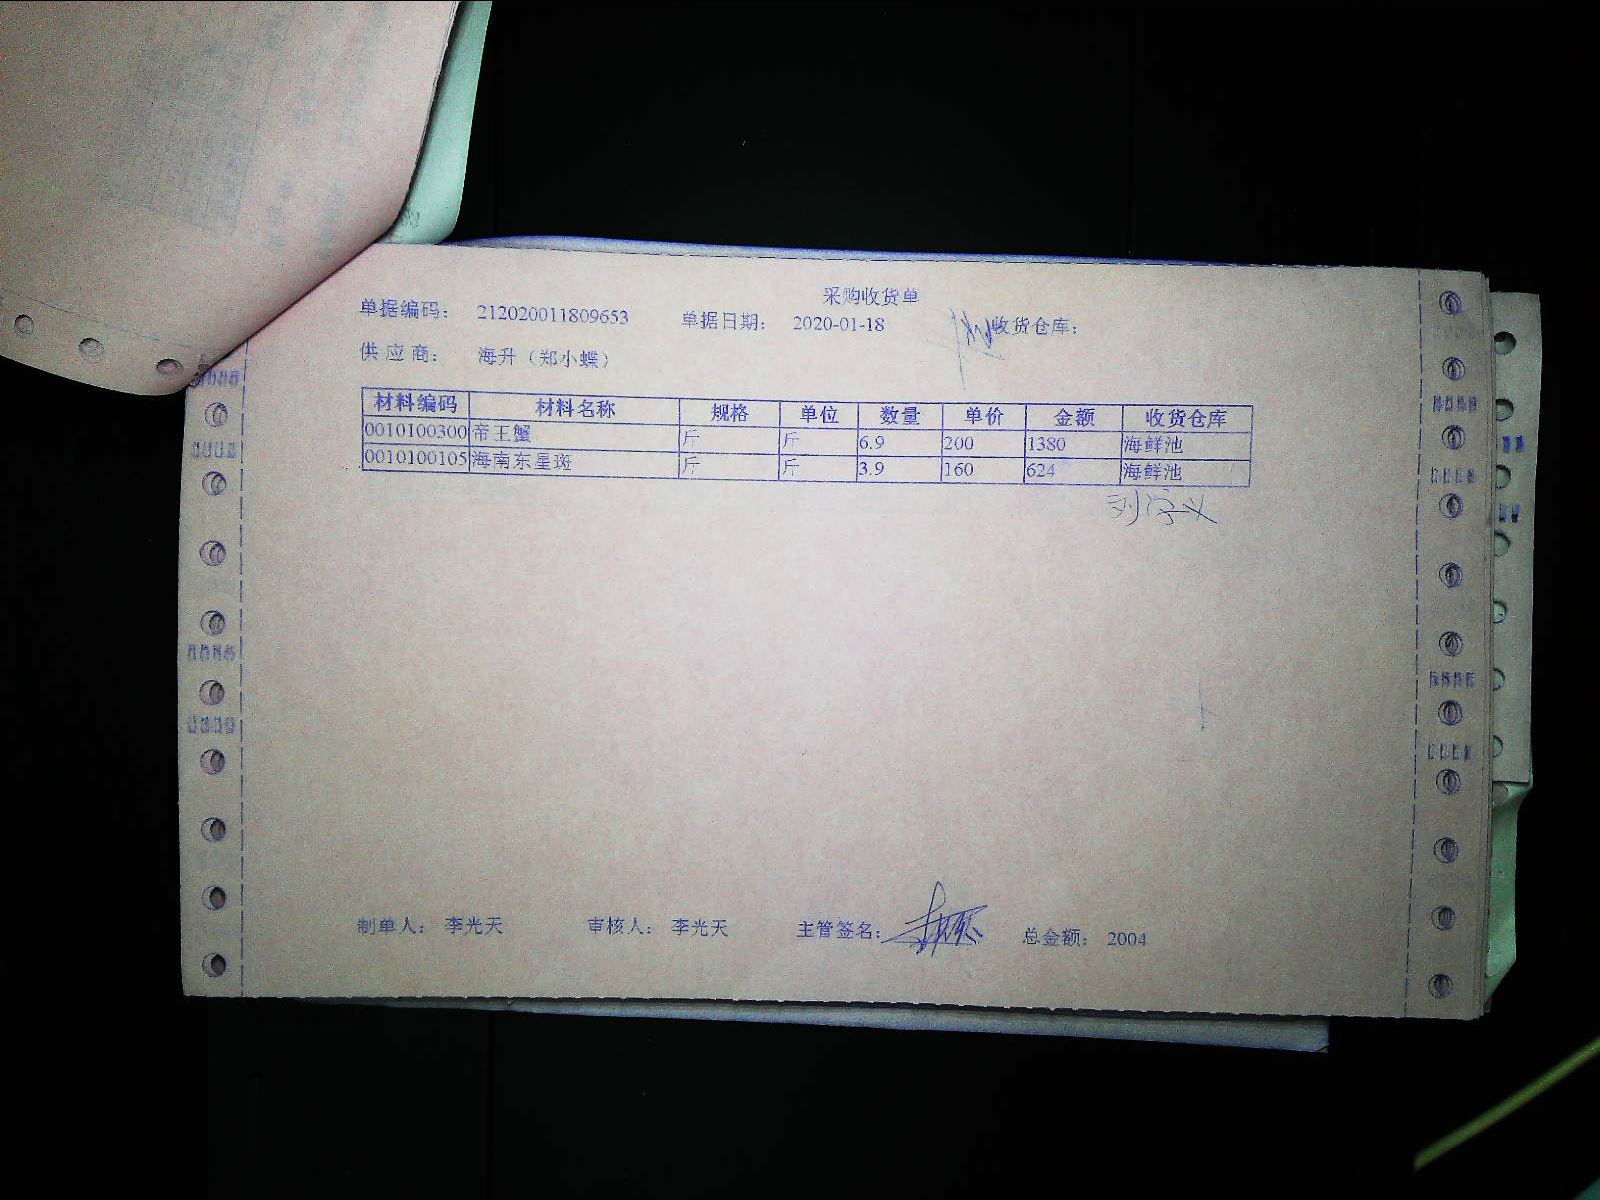 采购收货单
单据编码： 212020011809653 单据日期： 2020-01-18 收货仓库：
供应商： 海升（郑小蝶）
材料编码 材料名称 规格 单位 数量 单价 金额 收货仓库
0010100300 帝王蟹 斤 斤 6.9 200 1380 海鲜池
0010100105 海南东星斑 斤 斤 3.9 160 624 海鲜池
制单人： 李光天 审核人： 李光天 主管签名： 总金额： 2004